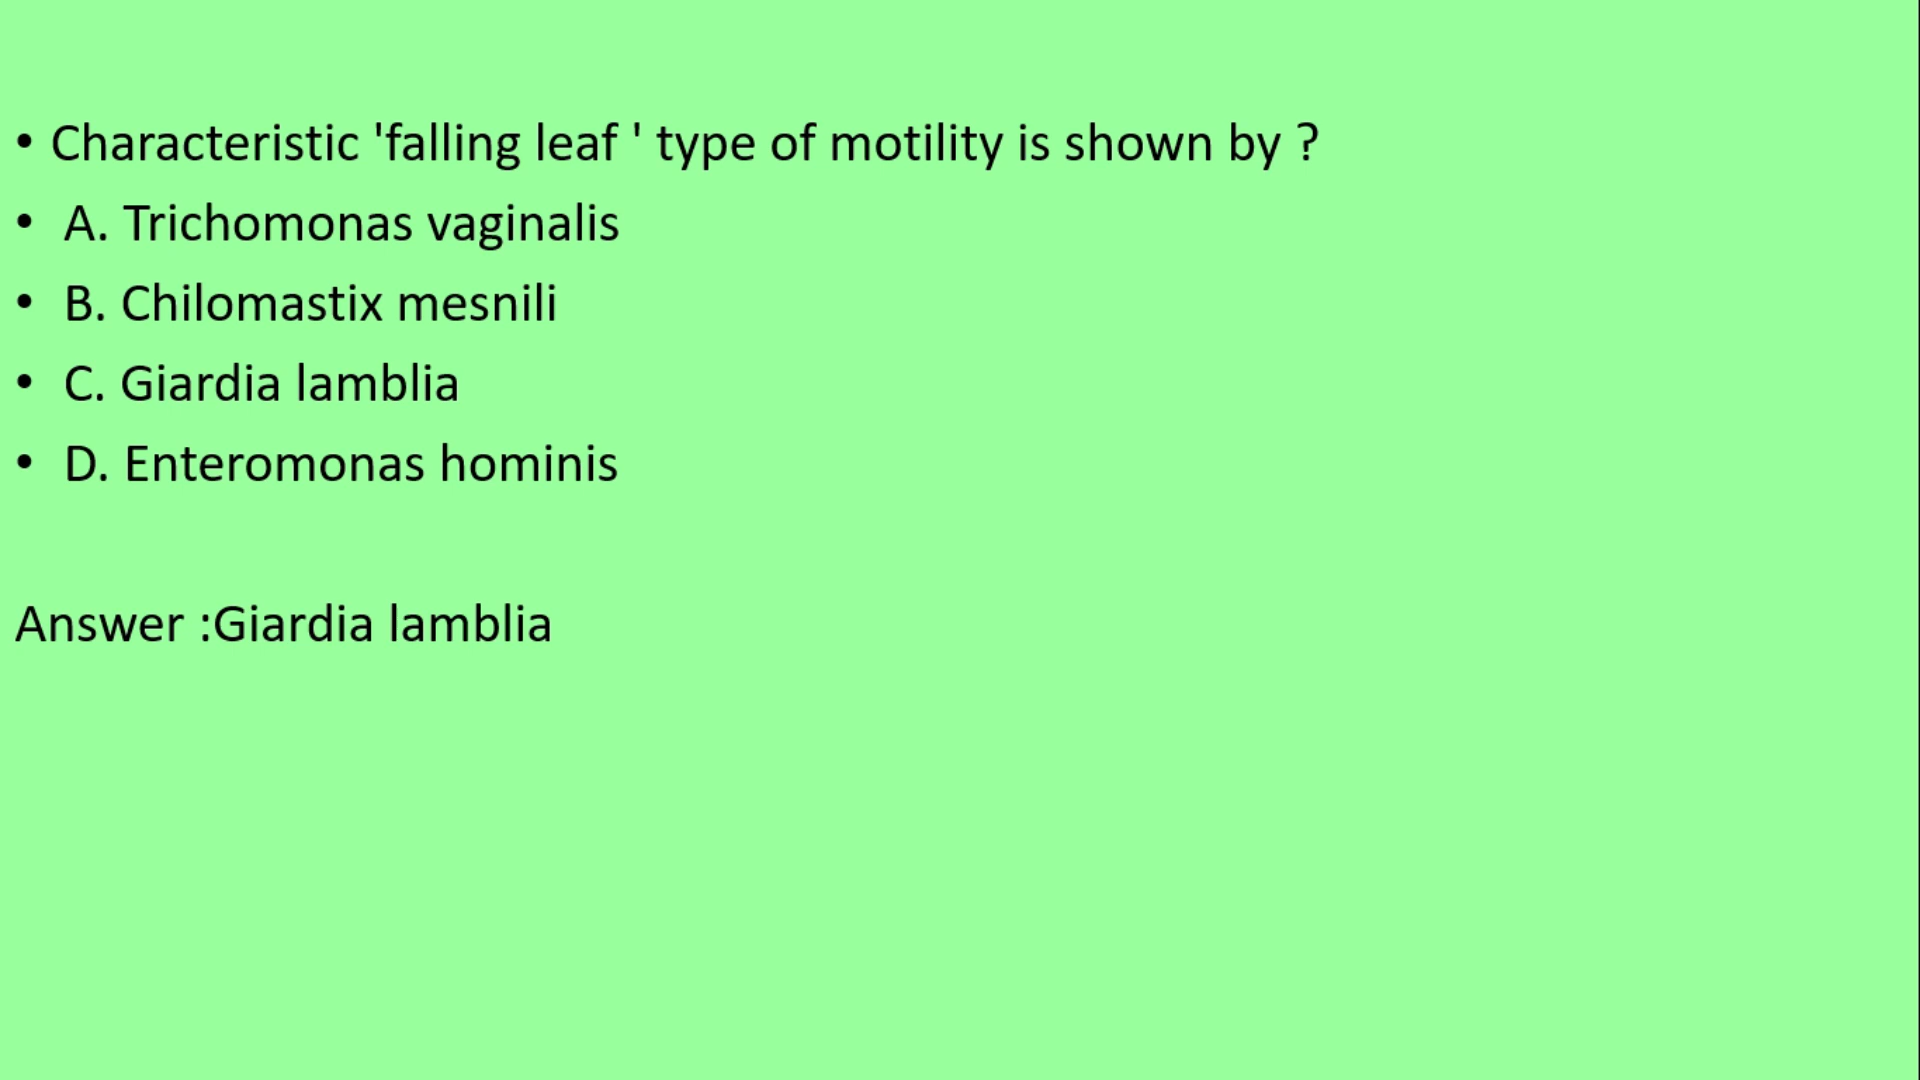 • Characteristic 'falling leaf ' type of motility is shown by ?
• A. Trichomonas vaginalis
• B. Chilomastix mesnili
• C. Giardia lamblia
• D. Enteromonas hominis
Answer :Giardia lamblia